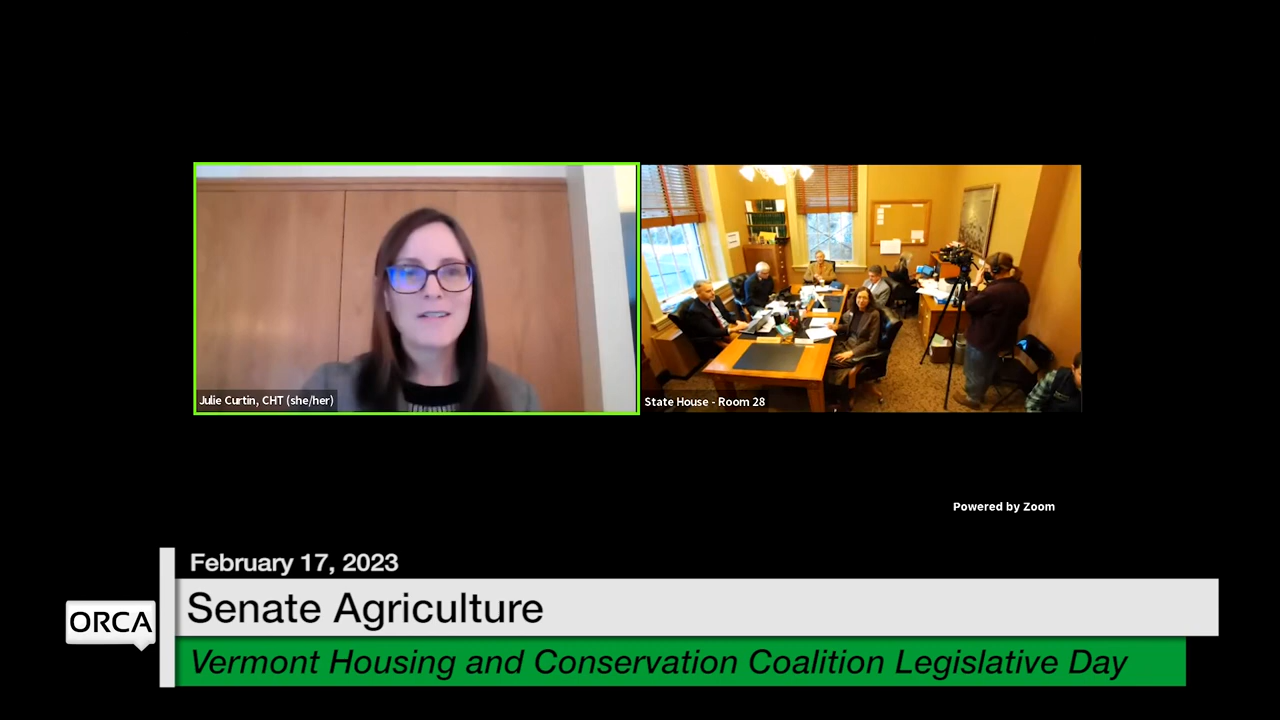 Julie Curtin, CHT (she/her)
State House - Room 28
Powered by Zoom
February 17, 2023
Senate Agriculture
ORCA
Vermont Housing and Conservation Coalition Legislative Day